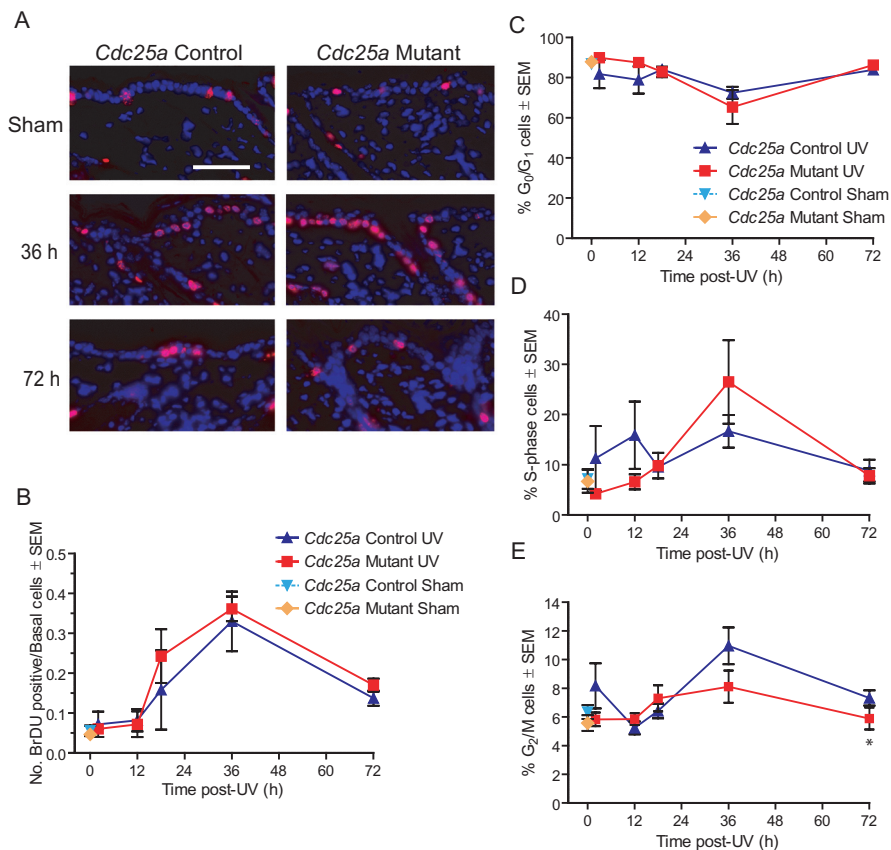 A
Cdc25a Control
Cdc25a Mutant
Sham
36 h
72 h
B
No. BrDU positive/Basal cells ± SEM
0.5
0.4
0.3
0.2
0.1
0.0
0 12 24 36 48 60 72
Time post-UV (h)
Cdc25a Control UV
Cdc25a Mutant UV
Cdc25a Control Sham
Cdc25a Mutant Sham
C
% G0/G1 cells ± SEM
100
80
60
40
20
0
0 12 24 36 48 60 72
Time post-UV (h)
Cdc25a Control UV
Cdc25a Mutant UV
Cdc25a Control Sham
Cdc25a Mutant Sham
D
% S-phase cells ± SEM
40
30
20
10
0
0 12 24 36 48 60 72
Time post-UV (h)
E
% G2/M cells ± SEM
14
12
10
8
6
4
2
0
*
0 12 24 36 48 60 72
Time post-UV (h)